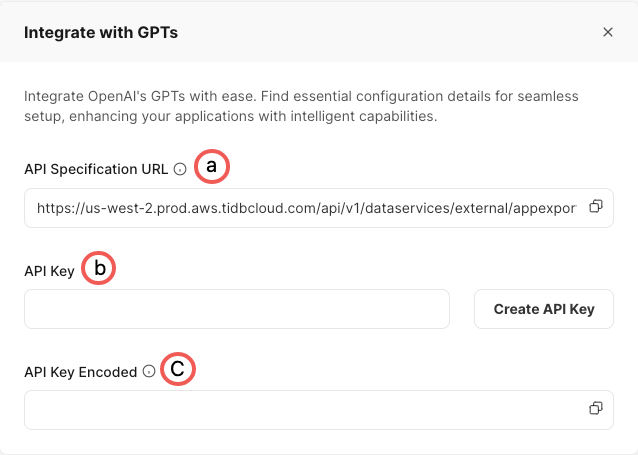 Integrate with GPTs
Integrate OpenAI's GPTs with ease. Find essential configuration details for seamless
setup, enhancing your applications with intelligent capabilities.
API Specification URL a
https://us-west-2.prod.aws.tidbcloud.com/api/v1/dataservices/external/appexpor
API Key b
Create API Key
API Key Encoded C